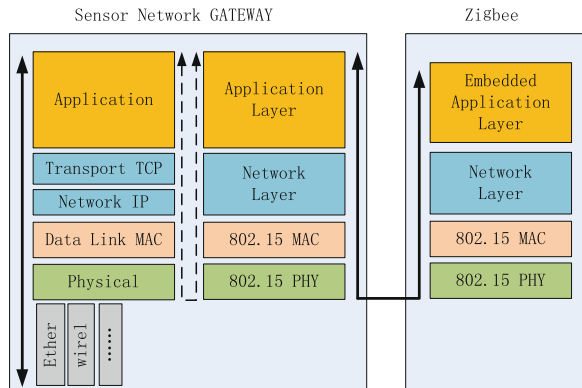 Sensor Network GATEWAY
Zigbee
Application
Transport TCP
Network IP
Data Link MAC
Physical
Ether
wirel
......
Application
Layer
Network
Layer
802.15 MAC
802.15 PHY
Embedded
Application
Layer
Network
Layer
802.15 MAC
802.15 PHY